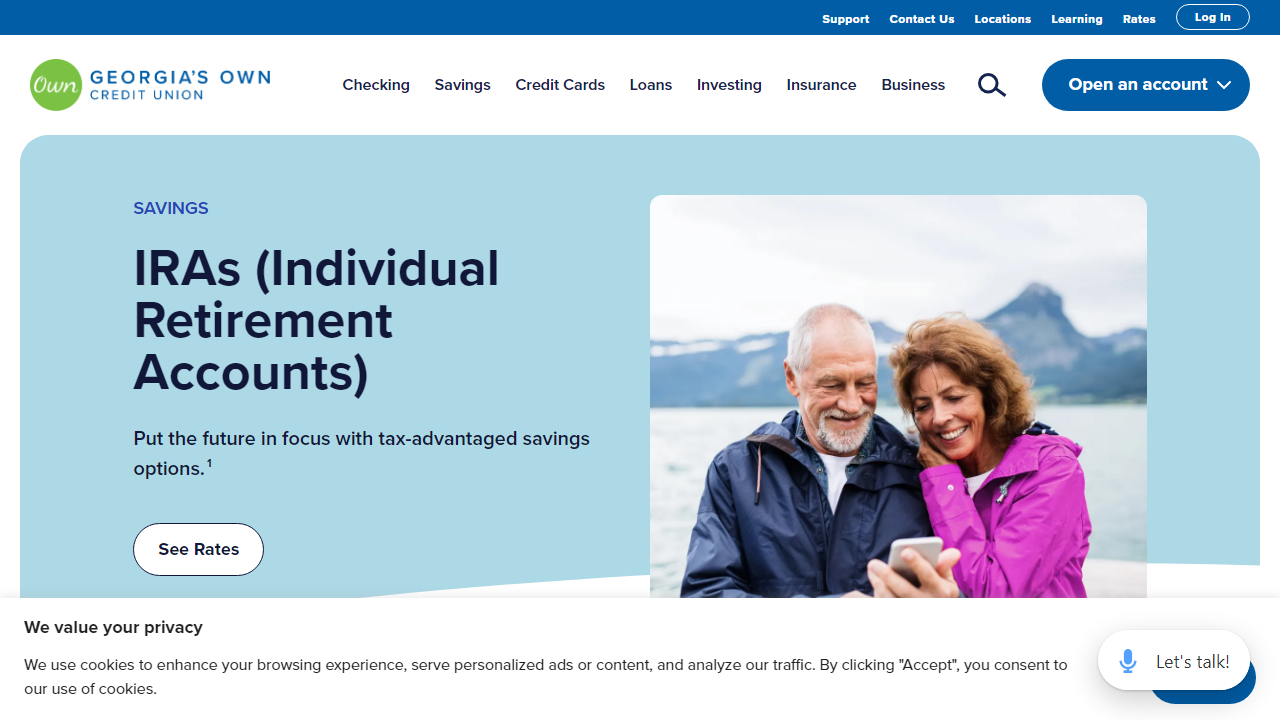 Support Contact Us Locations Learning Rates Log In
Own GEORGIA'S OWN
CREDIT UNION
Checking Savings Credit Cards Loans Investing Insurance Business
Open an account
SAVINGS
IRAs (Individual
Retirement
Accounts)
Put the future in focus with tax-advantaged savings
options.¹
See Rates
We value your privacy
We use cookies to enhance your browsing experience, serve personalized ads or content, and analyze our traffic. By clicking "Accept", you consent to
our use of cookies.
Let's talk!